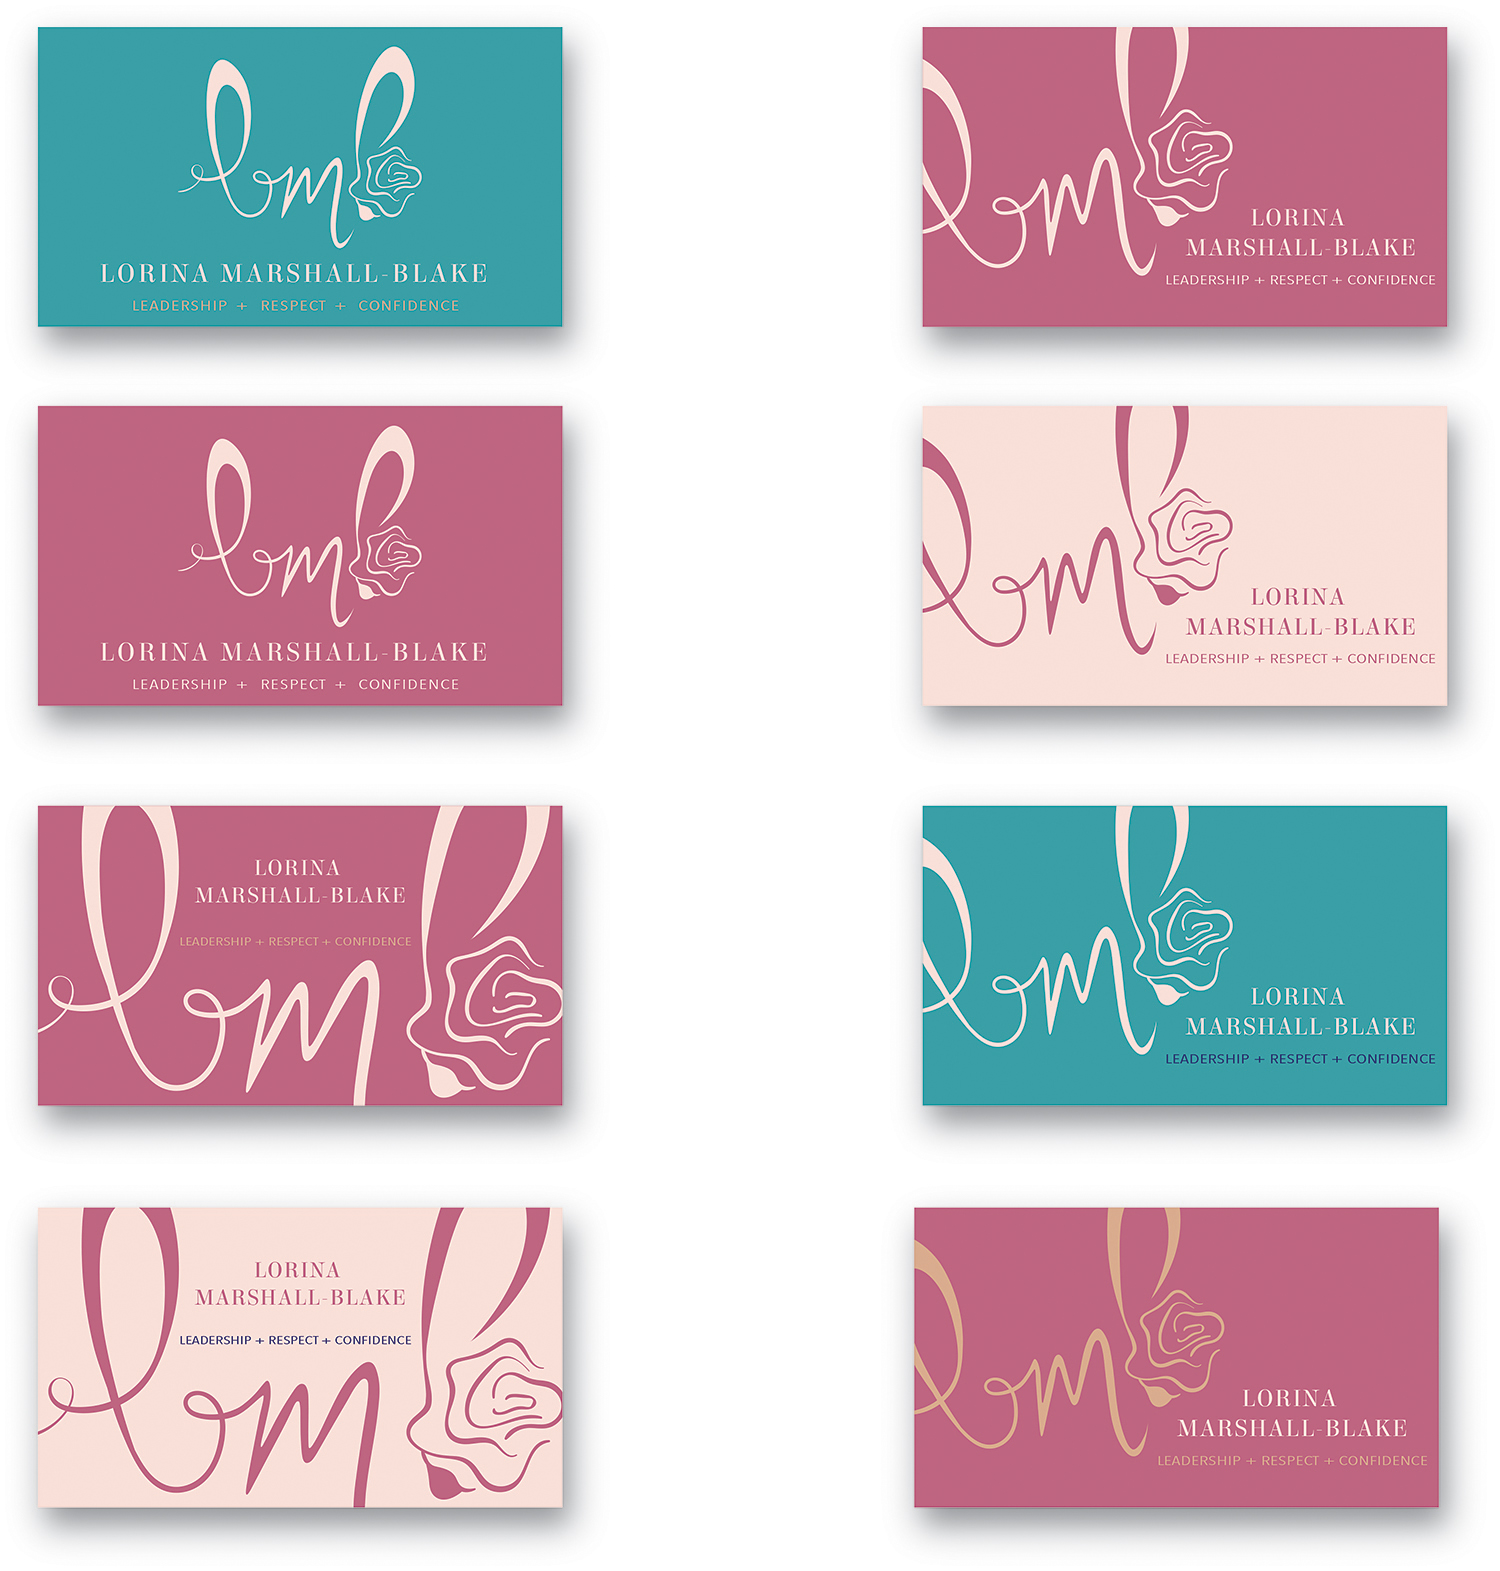 lmb
LORINA MARSHALL-BLAKE
LEADERSHIP + RESPECT + CONFIDENCE
lmb
LORINA
MARSHALL-BLAKE
LEADERSHIP + RESPECT + CONFIDENCE
lmb
LORINA MARSHALL-BLAKE
LEADERSHIP + RESPECT + CONFIDENCE
lmb
LORINA
MARSHALL-BLAKE
LEADERSHIP + RESPECT + CONFIDENCE
LORINA
MARSHALL-BLAKE
LEADERSHIP + RESPECT + CONFIDENCE
lmb
lmb
LORINA
MARSHALL-BLAKE
LEADERSHIP + RESPECT + CONFIDENCE
LORINA
MARSHALL-BLAKE
LEADERSHIP + RESPECT + CONFIDENCE
lmb
lmb
LORINA
MARSHALL-BLAKE
LEADERSHIP + RESPECT + CONFIDENCE